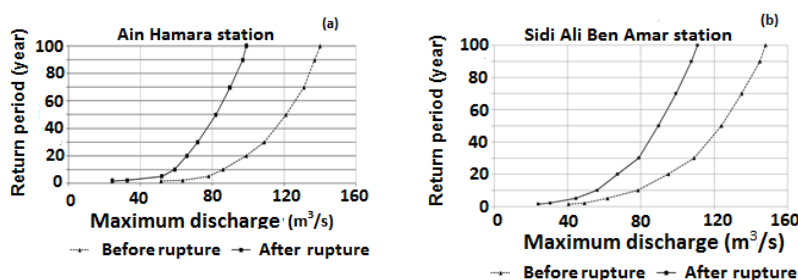 Ain Hamara station (a)
Return period (year)
100
80
60
40
20
0
0 40 80 120 160
Maximum discharge (m³/s)
Before rupture After rupture
Sidi Ali Ben Amar station (b)
Return period (year)
100
80
60
40
20
0
0 40 80 120 160
Maximum discharge (m³/s)
Before rupture After rupture